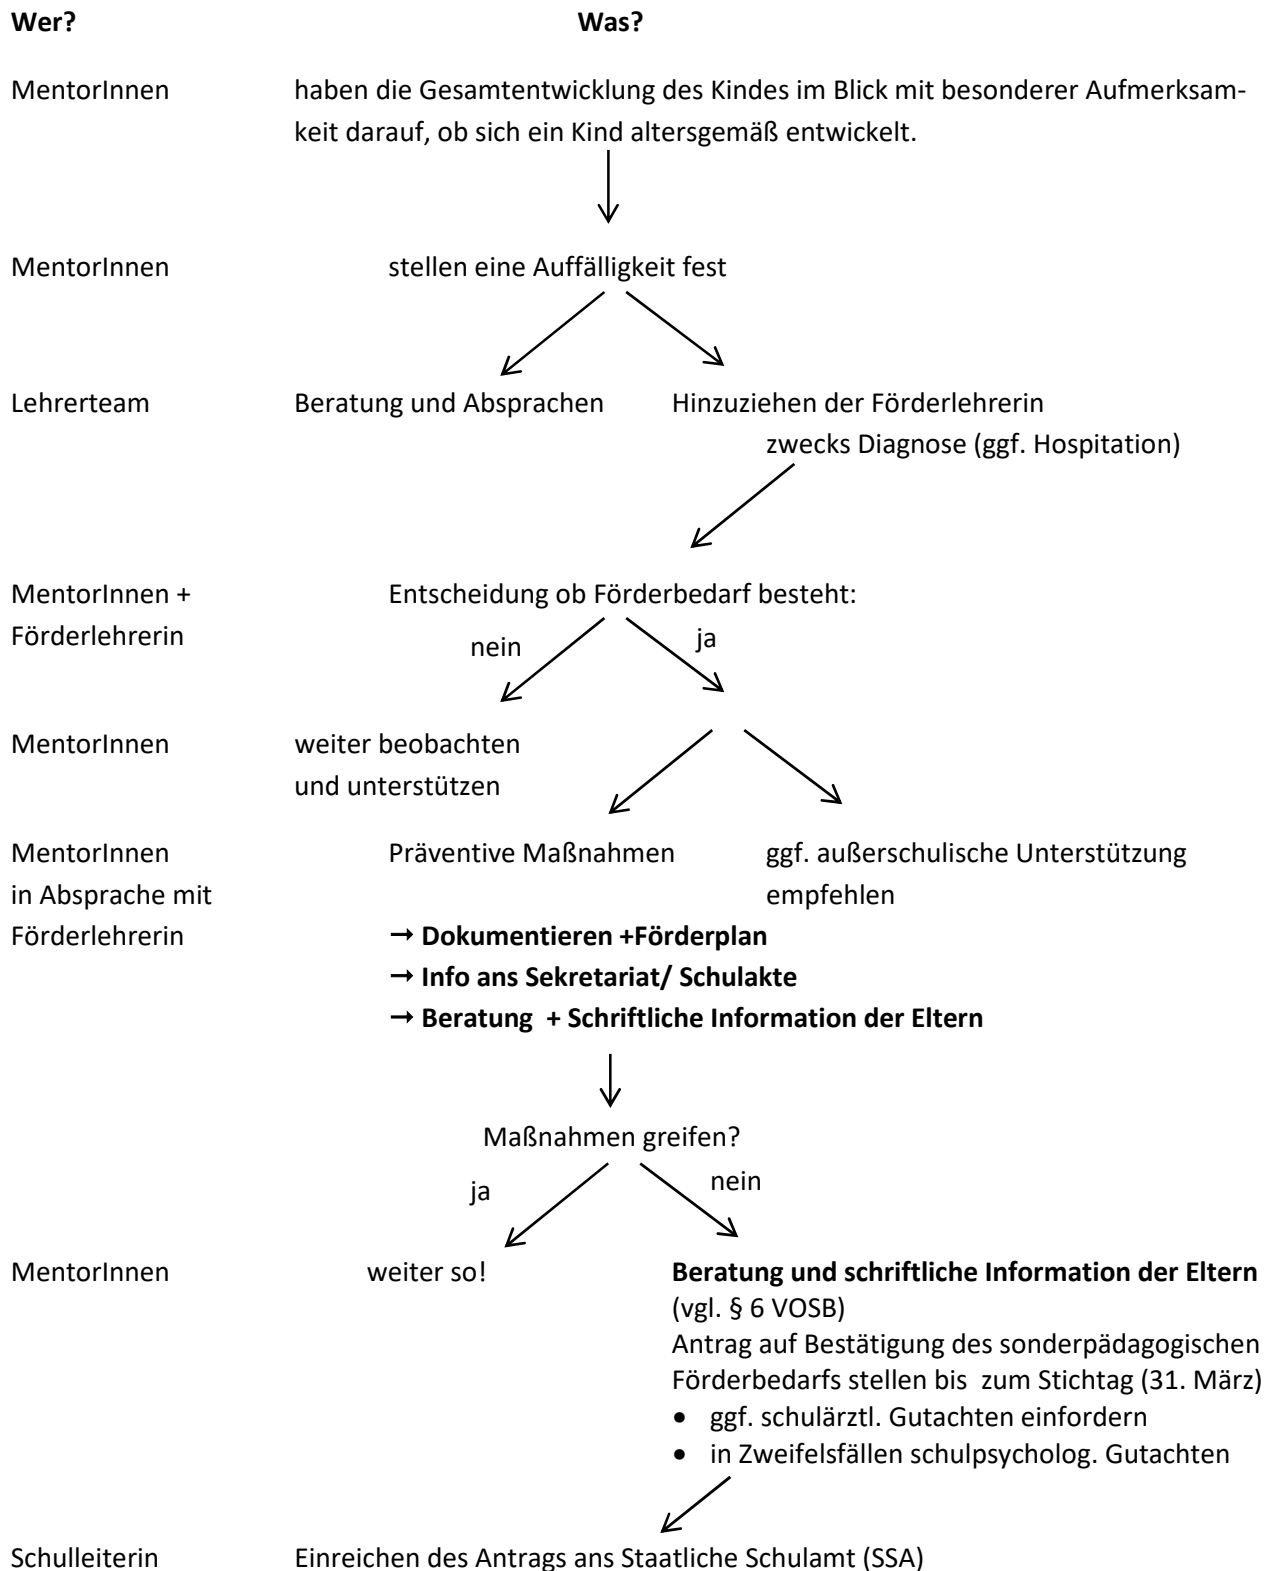 Wer? Was?
MentorInnen haben die Gesamtentwicklung des Kindes im Blick mit besonderer Aufmerksam-
keit darauf, ob sich ein Kind altersgemäß entwickelt.
MentorInnen stellen eine Auffälligkeit fest
Lehrerteam Beratung und Absprachen Hinzuziehen der Förderlehrerin
zwecks Diagnose (ggf. Hospitation)
MentorInnen + Entscheidung ob Förderbedarf besteht:
Förderlehrerin nein ja
MentorInnen weiter beobachten
und unterstützen
MentorInnen Präventive Maßnahmen ggf. außerschulische Unterstützung
in Absprache mit empfehlen
Förderlehrerin → Dokumentieren +Förderplan
→ Info ans Sekretariat/ Schulakte
→ Beratung + Schriftliche Information der Eltern
Maßnahmen greifen?
ja nein
MentorInnen weiter so! Beratung und schriftliche Information der Eltern
(vgl. § 6 VOSB)
Antrag auf Bestätigung des sonderpädagogischen
Förderbedarfs stellen bis zum Stichtag (31. März)
• ggf. schulärztl. Gutachten einfordern
• in Zweifelsfällen schulpsycholog. Gutachten
Schulleiterin Einreichen des Antrags ans Staatliche Schulamt (SSA)